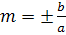 m = ± b/a